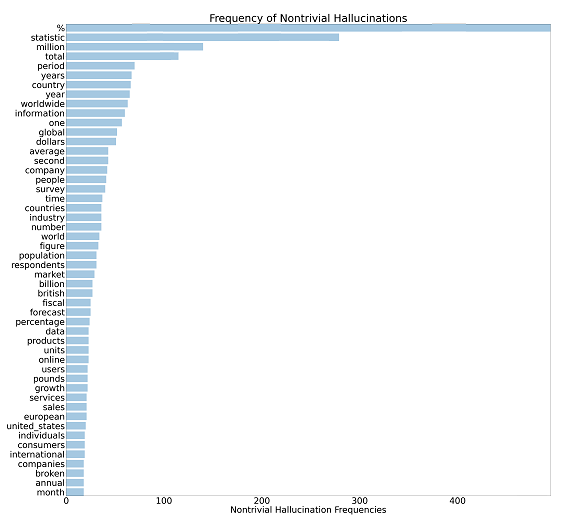 Frequency of Nontrivial Hallucinations
%
statistic
million
total
period
years
country
year
worldwide
information
one
global
dollars
average
second
company
people
survey
time
countries
industry
number
world
figure
population
respondents
market
billion
british
fiscal
forecast
percentage
data
products
units
online
users
pounds
growth
services
sales
european
united_states
individuals
consumers
international
companies
broken
annual
month
0 100 200 300 400
Nontrivial Hallucination Frequencies